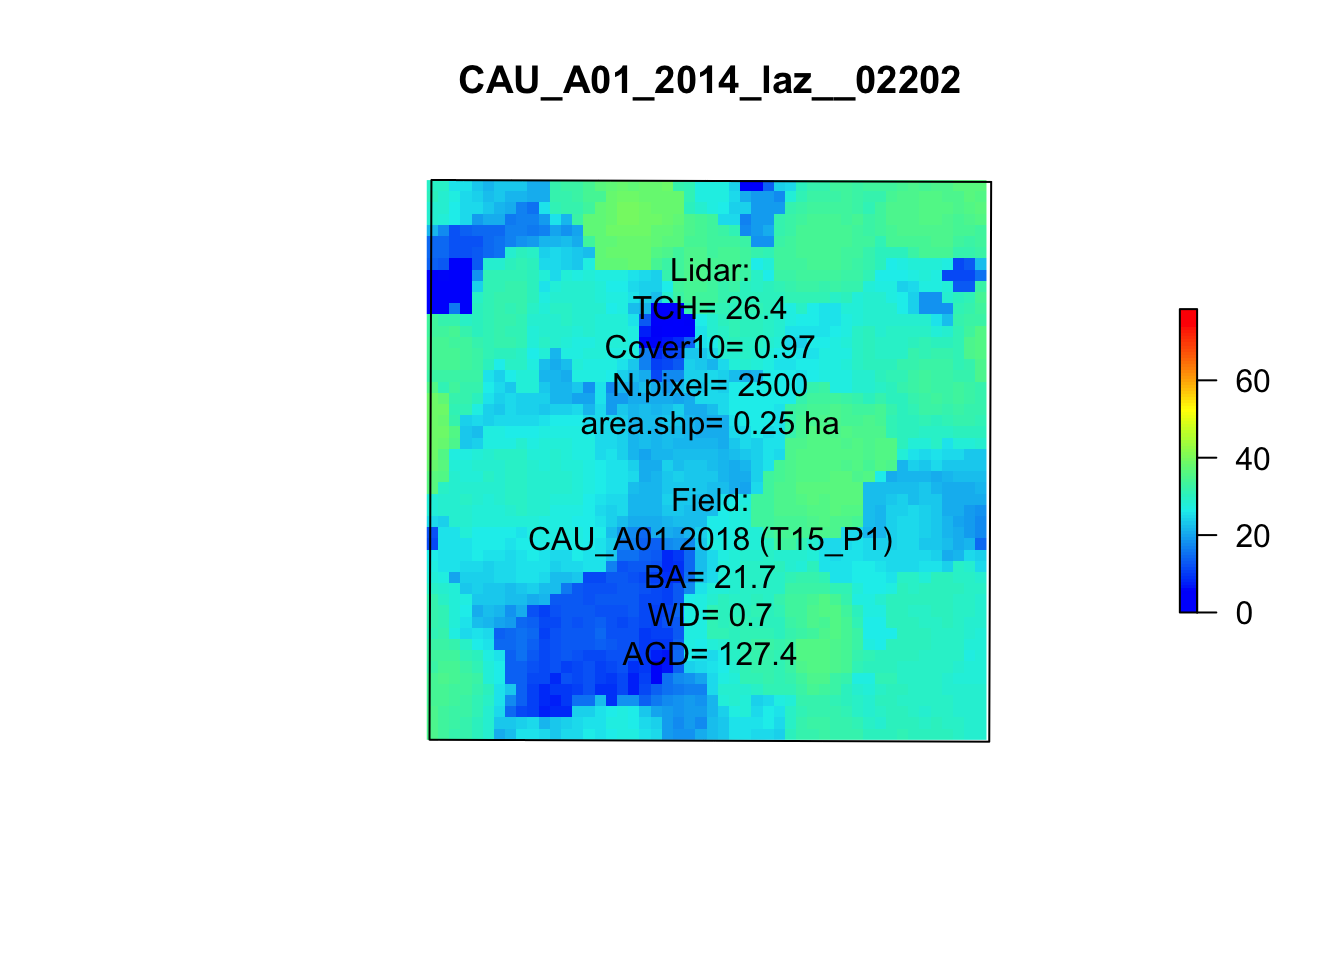 CAU_A01_2014_laz__02202
Lidar:
TCH= 26.4
Cover10= 0.97
N.pixel= 2500
area.shp= 0.25 ha
Field:
CAU_A01 2018 (T15_P1)
BA= 21.7
WD= 0.7
ACD= 127.4
60
40
20
0